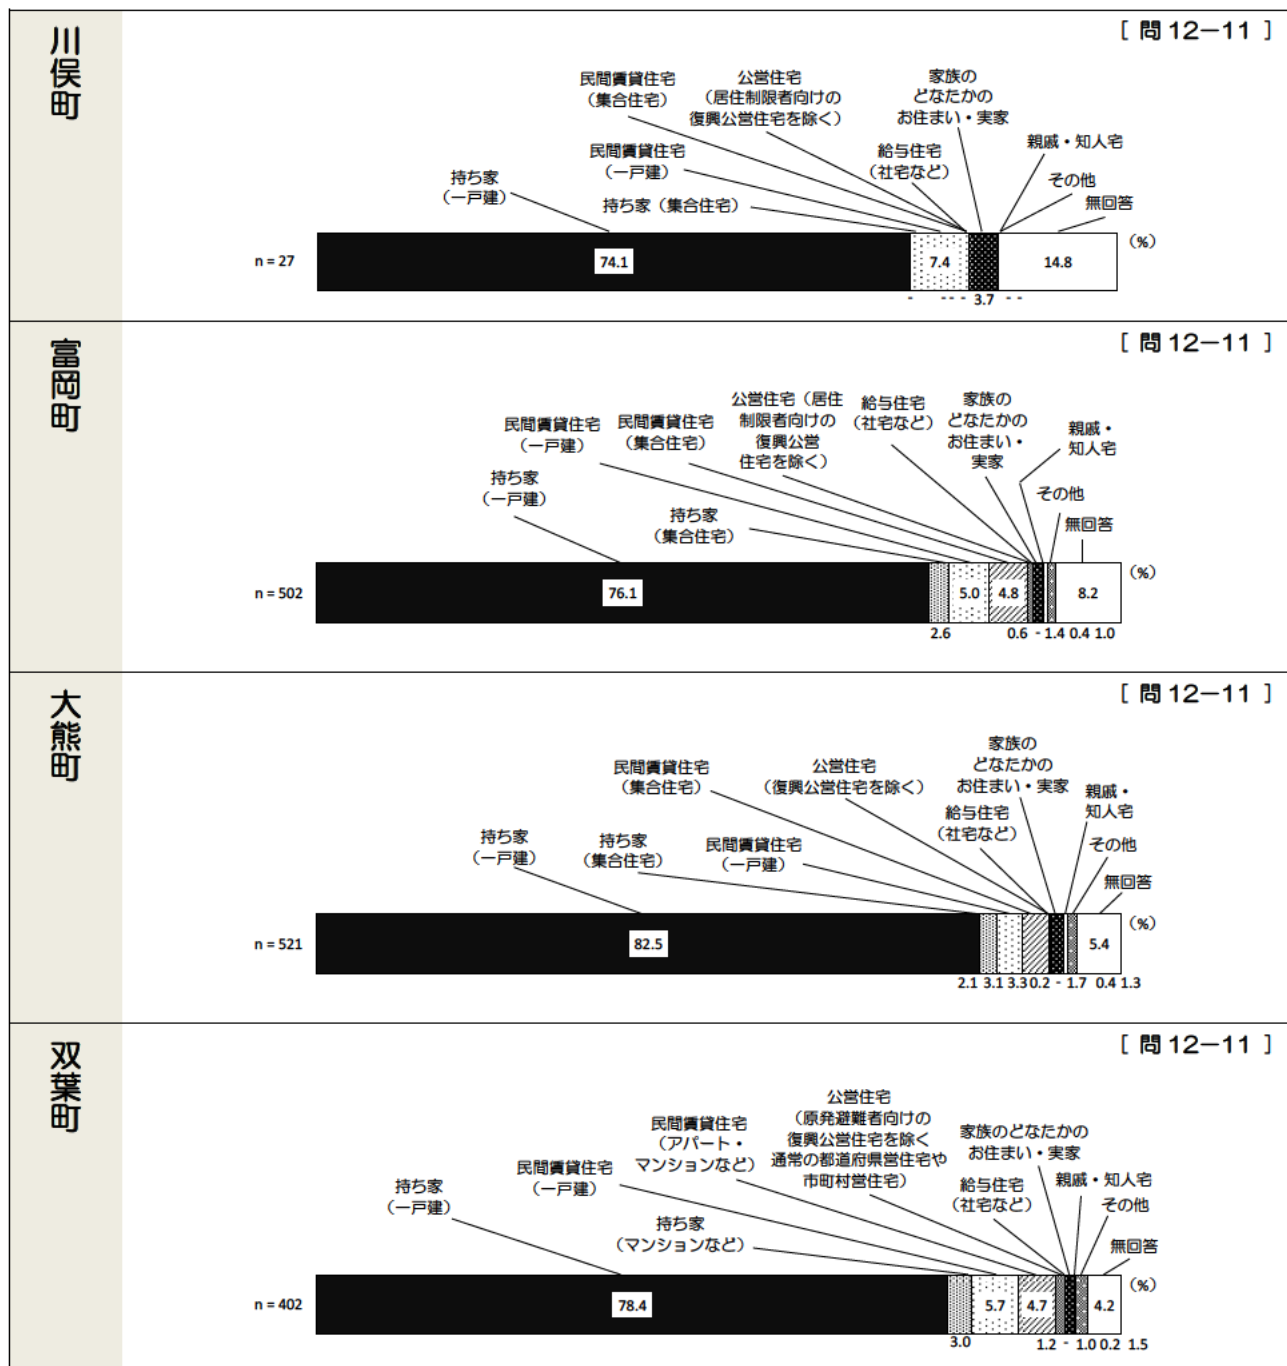 川俣町
[ 問12−11 ]
民間賃貸住宅
(集合住宅)
公営住宅
(居住制限者向けの
復興公営住宅を除く)
家族の
どなたかの
お住まい・実家
民間賃貸住宅
(一戸建)
給与住宅
(社宅など)
親戚・知人宅
持ち家
(一戸建)
持ち家(集合住宅)
その他
無回答
(%)
n = 27
74.1
7.4
14.8
- - - - 3.7 - -
富岡町
[ 問12−11 ]
民間賃貸住宅
(一戸建)
民間賃貸住宅
(集合住宅)
公営住宅(居住
制限者向けの
復興公営
住宅を除く)
給与住宅
(社宅など)
家族の
どなたかの
お住まい・
実家
親戚・
知人宅
持ち家
(一戸建)
持ち家
(集合住宅)
その他
無回答
(%)
n = 502
76.1
5.0
4.8
8.2
2.6
0.6 - 1.4 0.4 1.0
大熊町
[ 問12−11 ]
民間賃貸住宅
(集合住宅)
公営住宅
(復興公営住宅を除く)
家族の
どなたかの
お住まい・実家
給与住宅
(社宅など)
親戚・
知人宅
持ち家
(一戸建)
持ち家
(集合住宅)
民間賃貸住宅
(一戸建)
その他
無回答
(%)
n = 521
82.5
5.4
2.1 3.1 3.3 0.2 - 1.7 0.4 1.3
双葉町
[ 問12−11 ]
民間賃貸住宅
(アパート・
マンションなど)
公営住宅
(原発避難者向けの
復興公営住宅を除く
通常の都道府県営住宅や
市町村営住宅)
家族のどなたかの
お住まい・実家
民間賃貸住宅
(一戸建)
給与住宅
(社宅など)
親戚・知人宅
持ち家
(一戸建)
持ち家
(マンションなど)
その他
無回答
(%)
n = 402
78.4
5.7
4.7
4.2
3.0
1.2 - 1.0 0.2 1.5